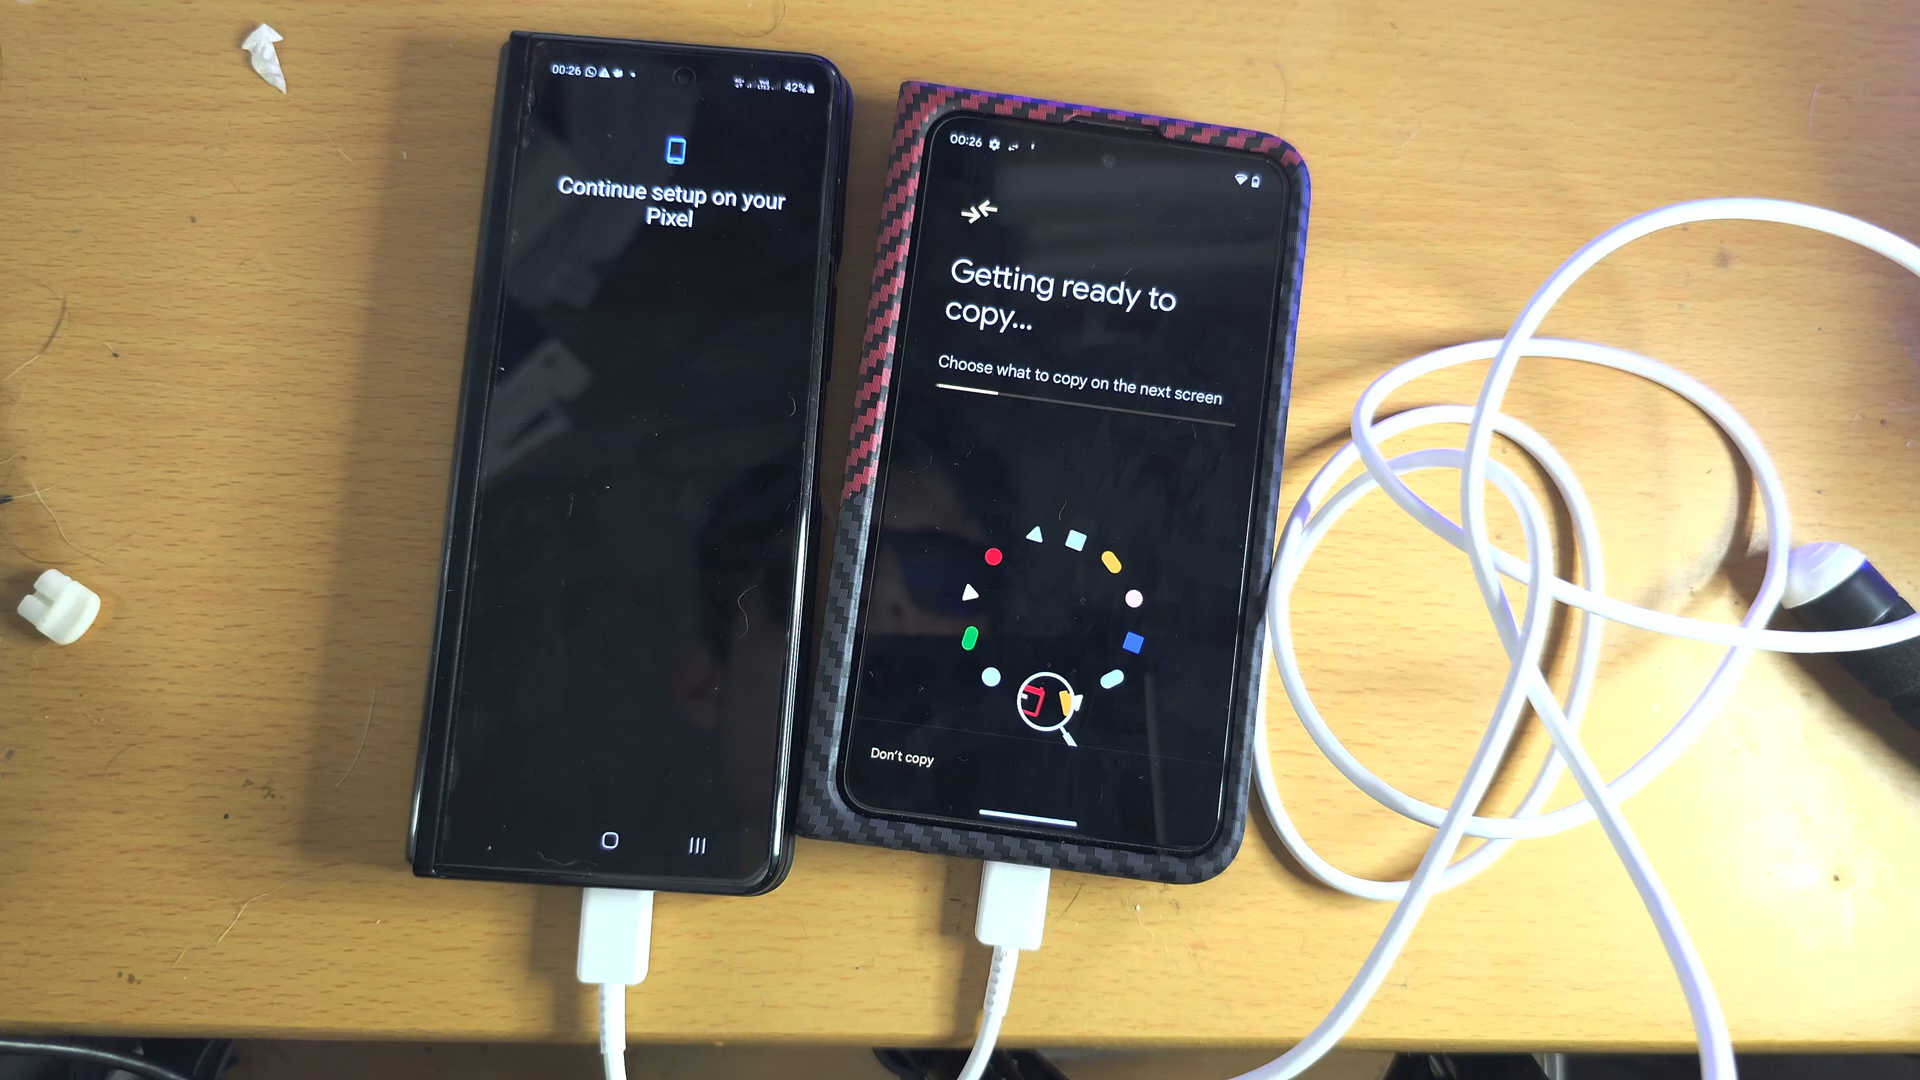 00:26
42%
Continue setup on your
Pixel
00:26
Getting ready to
copy...
Choose what to copy on the next screen
Don't copy